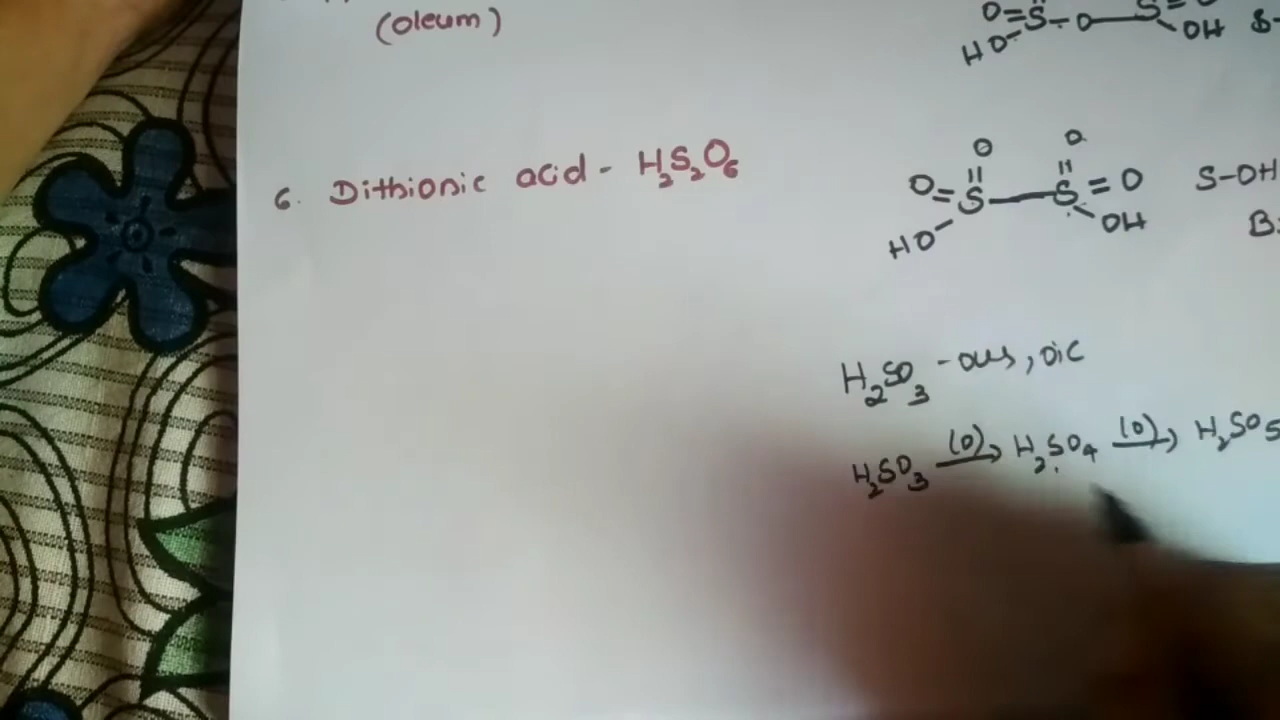 (oleum)
O=S-O-S OH
HO
6. Dithionic acid - H2S2O6
O O
O=S-S=O S-OH
HO OH
H2SO3 - ous, oic
H2SO3 (O)→ H2SO4 (O)→ H2SO5